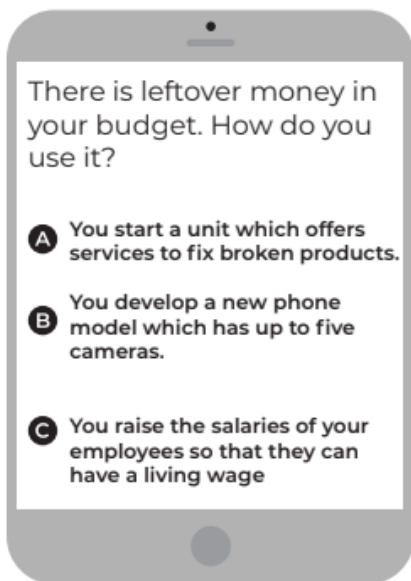 There is leftover money in
your budget. How do you
use it?
A You start a unit which offers
services to fix broken products.
B You develop a new phone
model which has up to five
cameras.
C You raise the salaries of your
employees so that they can
have a living wage